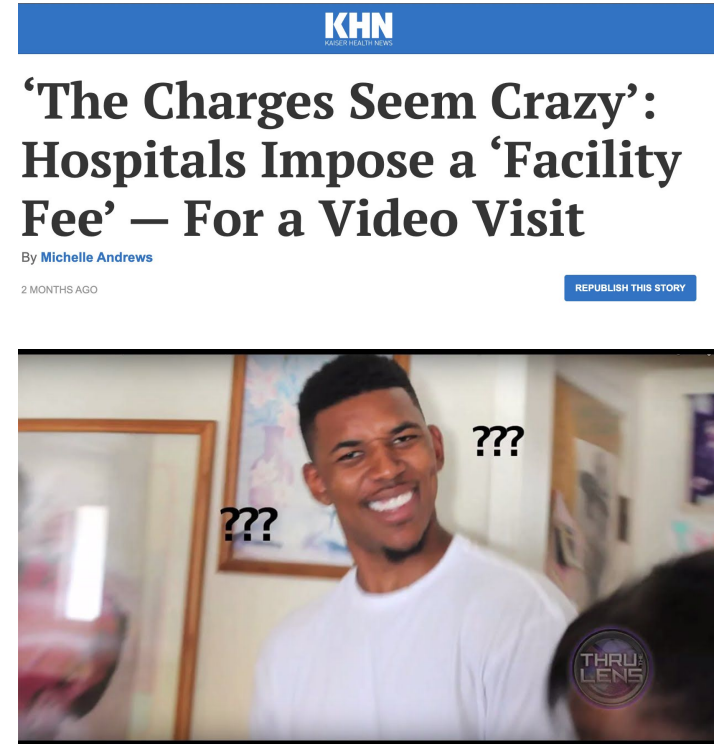 KHN
KAISER HEALTH NEWS
‘The Charges Seem Crazy’:
Hospitals Impose a ‘Facility
Fee’ — For a Video Visit
By Michelle Andrews
2 MONTHS AGO
REPUBLISH THIS STORY
???
???
THRU
LENS